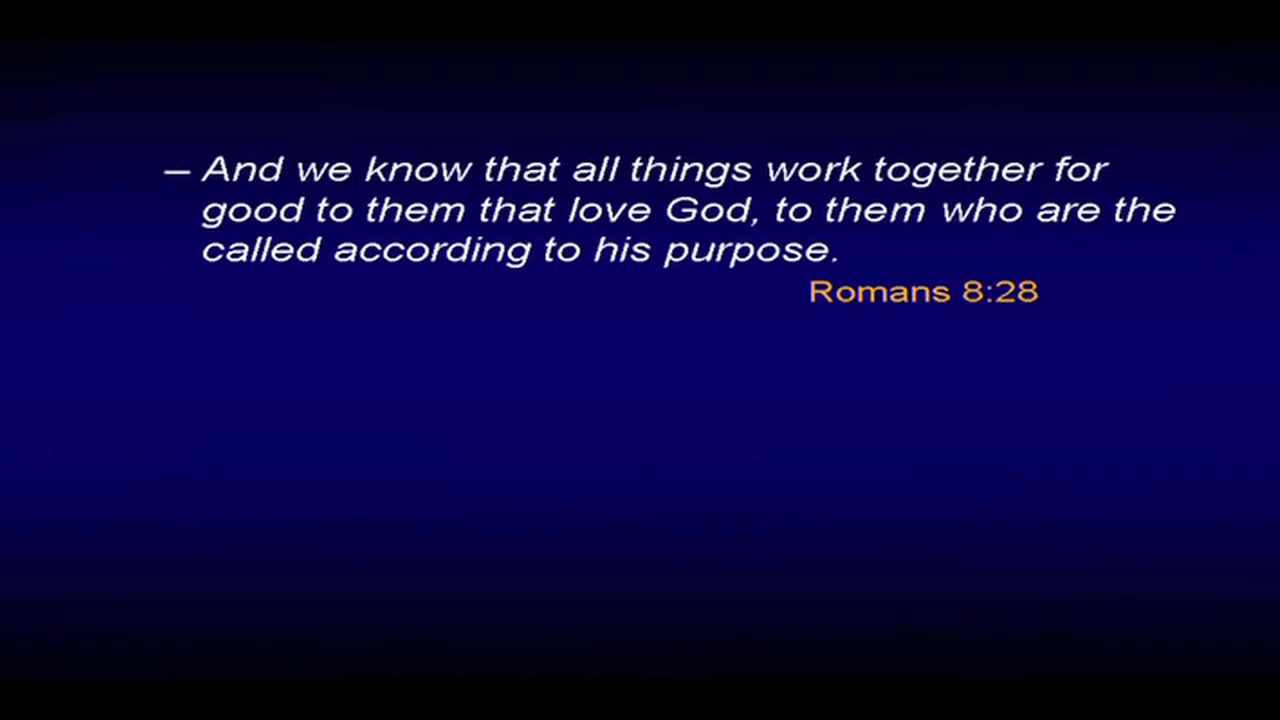 – And we know that all things work together for
good to them that love God, to them who are the
called according to his purpose.
Romans 8:28